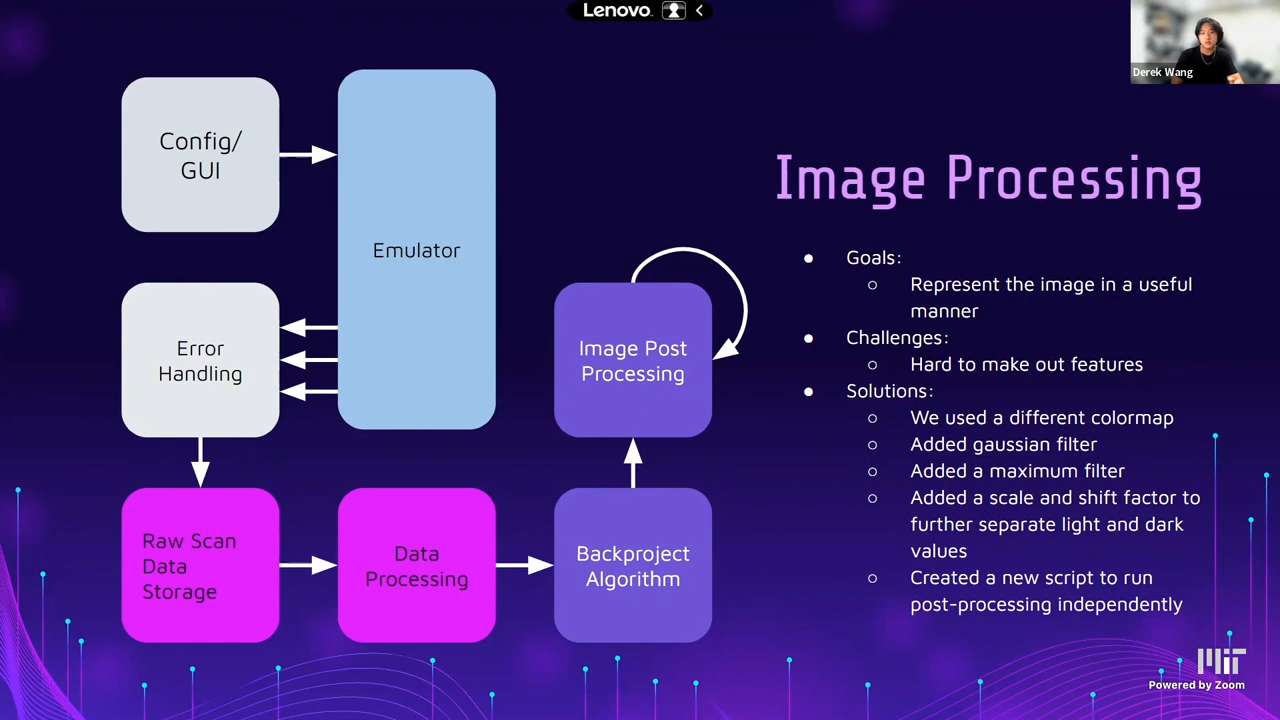 Lenovo
Derek Wang
Config/
GUI
Emulator
Error
Handling
Image Post
Processing
Raw Scan
Data
Storage
Data
Processing
Backproject
Algorithm
Image Processing
● Goals:
○ Represent the image in a useful
manner
● Challenges:
○ Hard to make out features
● Solutions:
○ We used a different colormap
○ Added gaussian filter
○ Added a maximum filter
○ Added a scale and shift factor to
further separate light and dark
values
○ Created a new script to run
post-processing independently
MIT
Powered by Zoom